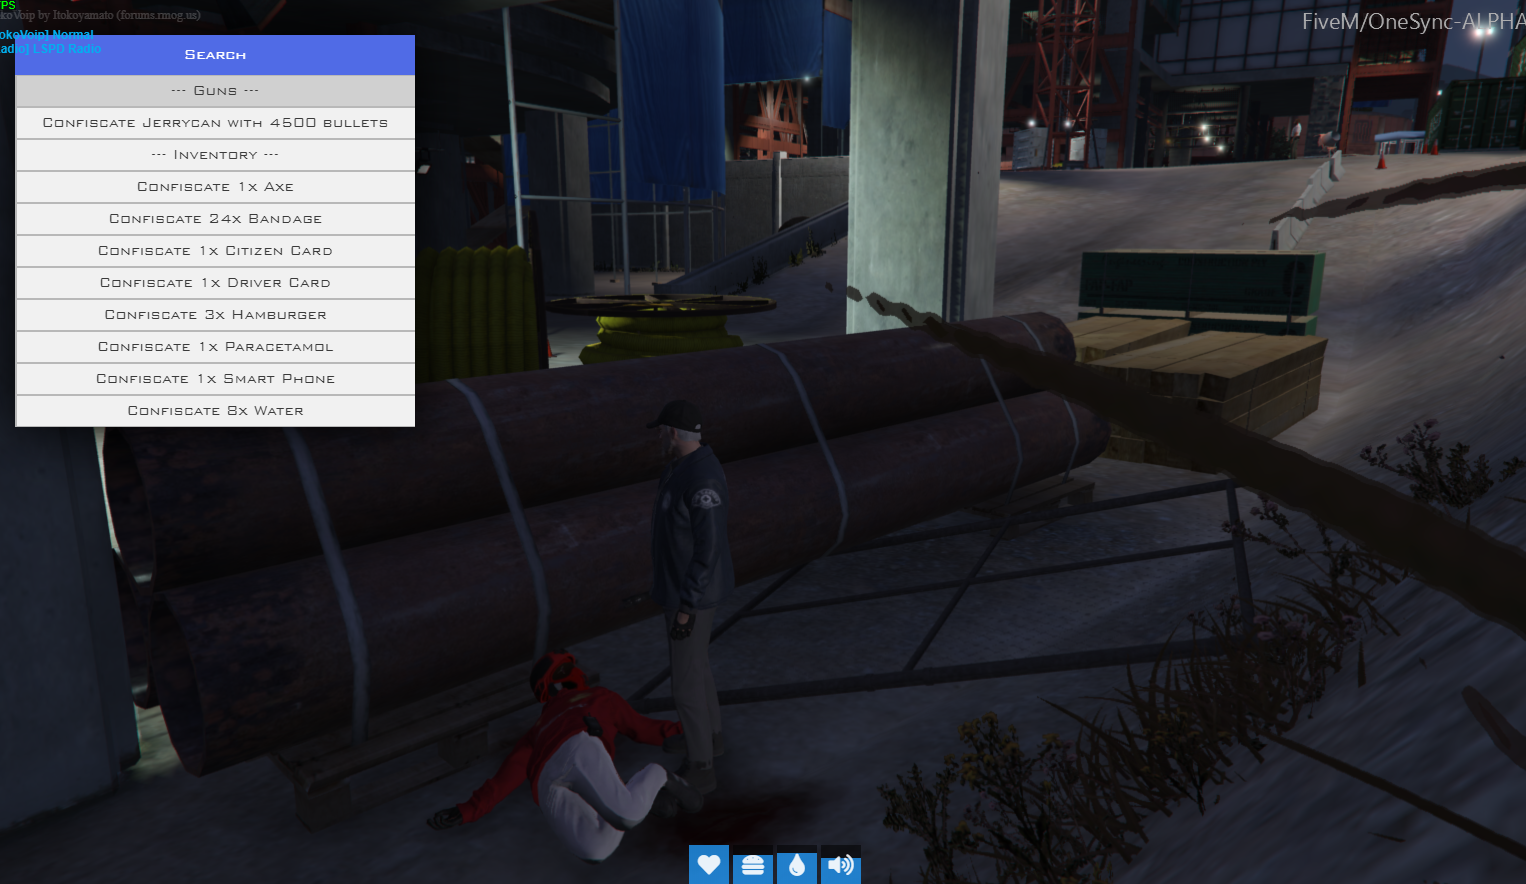 PS
koVoip by Itokoyamato (forums.rmog.us)
okoVoip] Normal
adio] LSPD Radio
FiveM/OneSync-ALPHA
Search
--- Guns ---
Confiscate Jerrycan with 4500 bullets
--- Inventory ---
Confiscate 1x Axe
Confiscate 24x Bandage
Confiscate 1x Citizen Card
Confiscate 1x Driver Card
Confiscate 3x Hamburger
Confiscate 1x Paracetamol
Confiscate 1x Smart Phone
Confiscate 8x Water